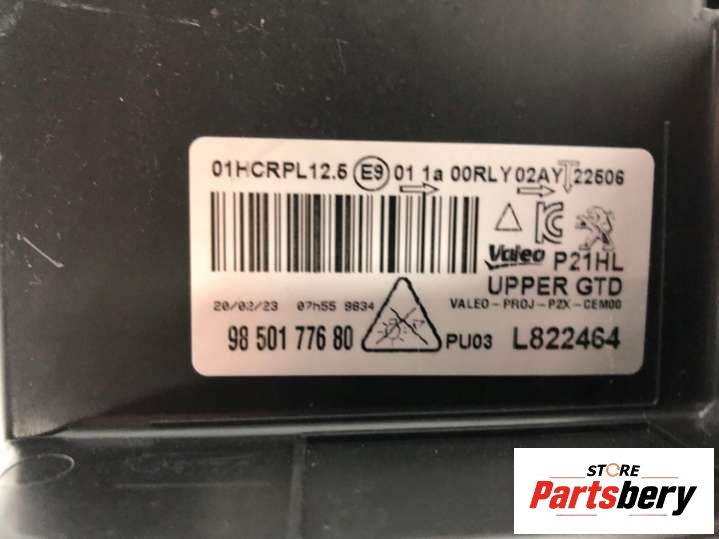 01HCRPL12.5 E9 01 1a 00RLY 02AY T 22506
Valeo P21HL
UPPER GTD
20/02/23 07h55 9834 VALEO-PROJ-P2X-CEM00
98 501 776 80 PU03 L822464
STORE
Partsbery